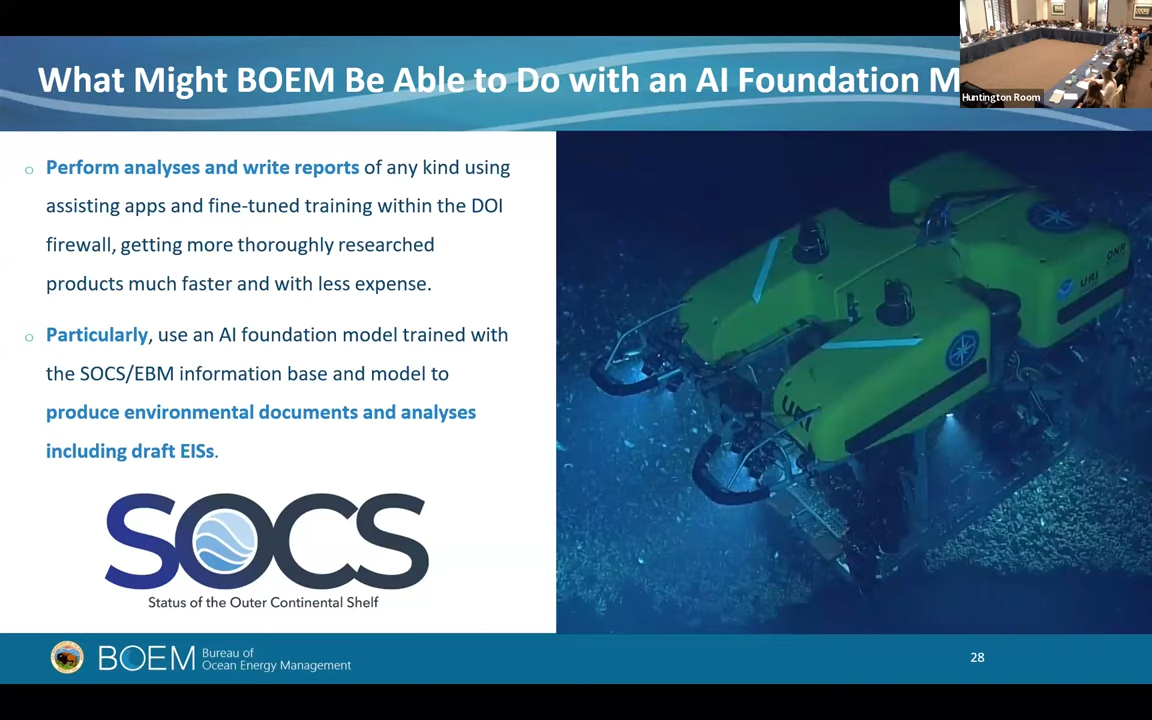 What Might BOEM Be Able to Do with an AI Foundation M
Huntington Room
Perform analyses and write reports of any kind using
assisting apps and fine-tuned training within the DOI
firewall, getting more thoroughly researched
products much faster and with less expense.
Particularly, use an AI foundation model trained with
the SOCS/EBM information base and model to
produce environmental documents and analyses
including draft EISs.
SOCS
Status of the Outer Continental Shelf
URI
ONR
URI
BOEM
Bureau of
Ocean Energy Management
28